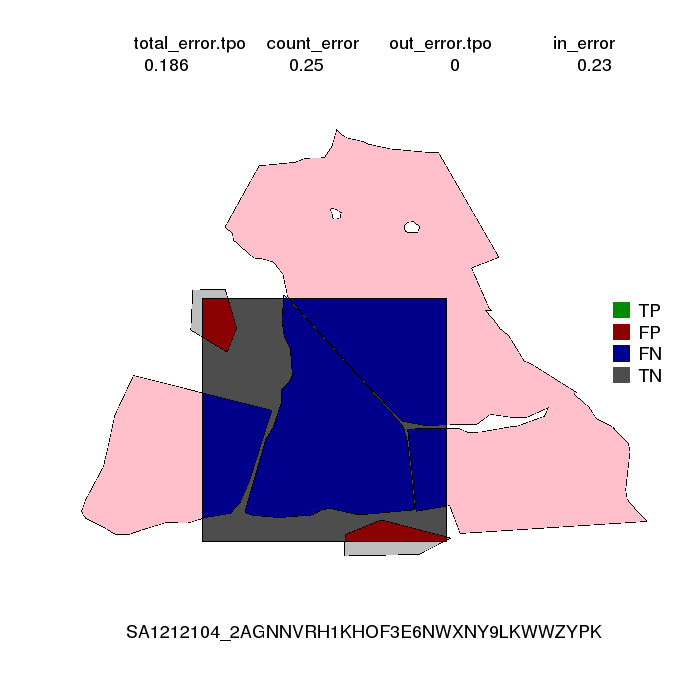 total_error.tpo count_error out_error.tpo in_error
0.186 0.25 0 0.23
TP
FP
FN
TN
SA1212104_2AGNNVRH1KHOF3E6NWXNY9LKWWZYPK